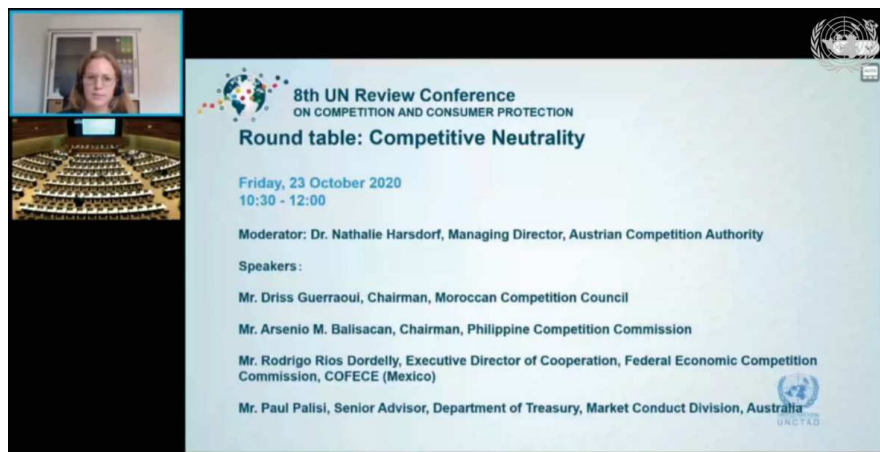 8th UN Review Conference
ON COMPETITION AND CONSUMER PROTECTION
Round table: Competitive Neutrality
Friday, 23 October 2020
10:30 - 12:00
Moderator: Dr. Nathalie Harsdorf, Managing Director, Austrian Competition Authority
Speakers:
Mr. Driss Guerraoui, Chairman, Moroccan Competition Council
Mr. Arsenio M. Balisacan, Chairman, Philippine Competition Commission
Mr. Rodrigo Rios Dordelly, Executive Director of Cooperation, Federal Economic Competition
Commission, COFECE (Mexico)
Mr. Paul Palisi, Senior Advisor, Department of Treasury, Market Conduct Division, Australia
UNCTAD